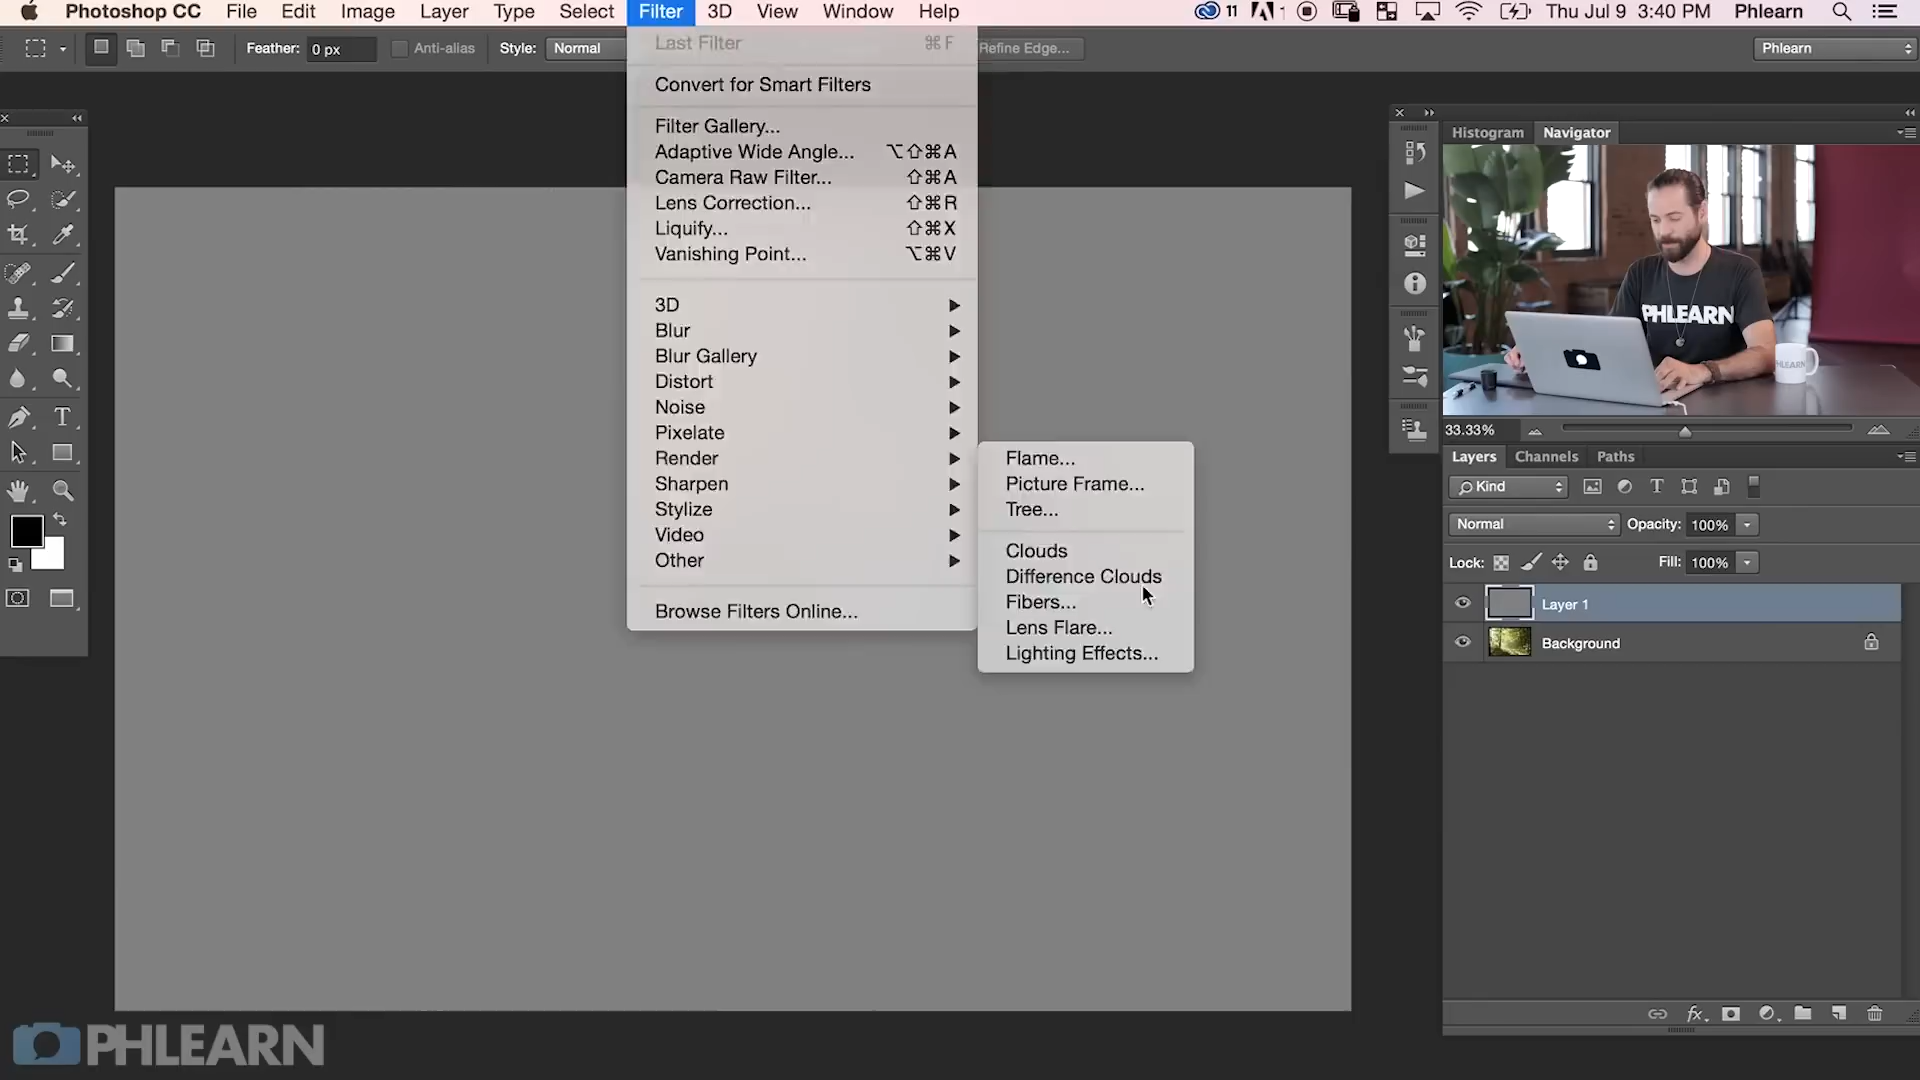 Photoshop CC File Edit Image Layer Type Select Filter 3D View Window Help 11 Thu Jul 9 3:40 PM Phlearn
Feather: 0 px Anti-alias Style: Normal Refine Edge... Phlearn
Last Filter ⌘F
Convert for Smart Filters
Filter Gallery...
Adaptive Wide Angle... ⌥⇧⌘A
Camera Raw Filter... ⇧⌘A
Lens Correction... ⇧⌘R
Liquify... ⇧⌘X
Vanishing Point... ⌥⌘V
3D
Blur
Blur Gallery
Distort
Noise
Pixelate
Render
Sharpen
Stylize
Video
Other
Browse Filters Online...
Flame...
Picture Frame...
Tree...
Clouds
Difference Clouds
Fibers...
Lens Flare...
Lighting Effects...
Histogram Navigator
PHLEARN
PHLEARN
33.33%
Layers Channels Paths
Kind
Normal Opacity: 100%
Lock: Fill: 100%
Layer 1
Background
PHLEARN